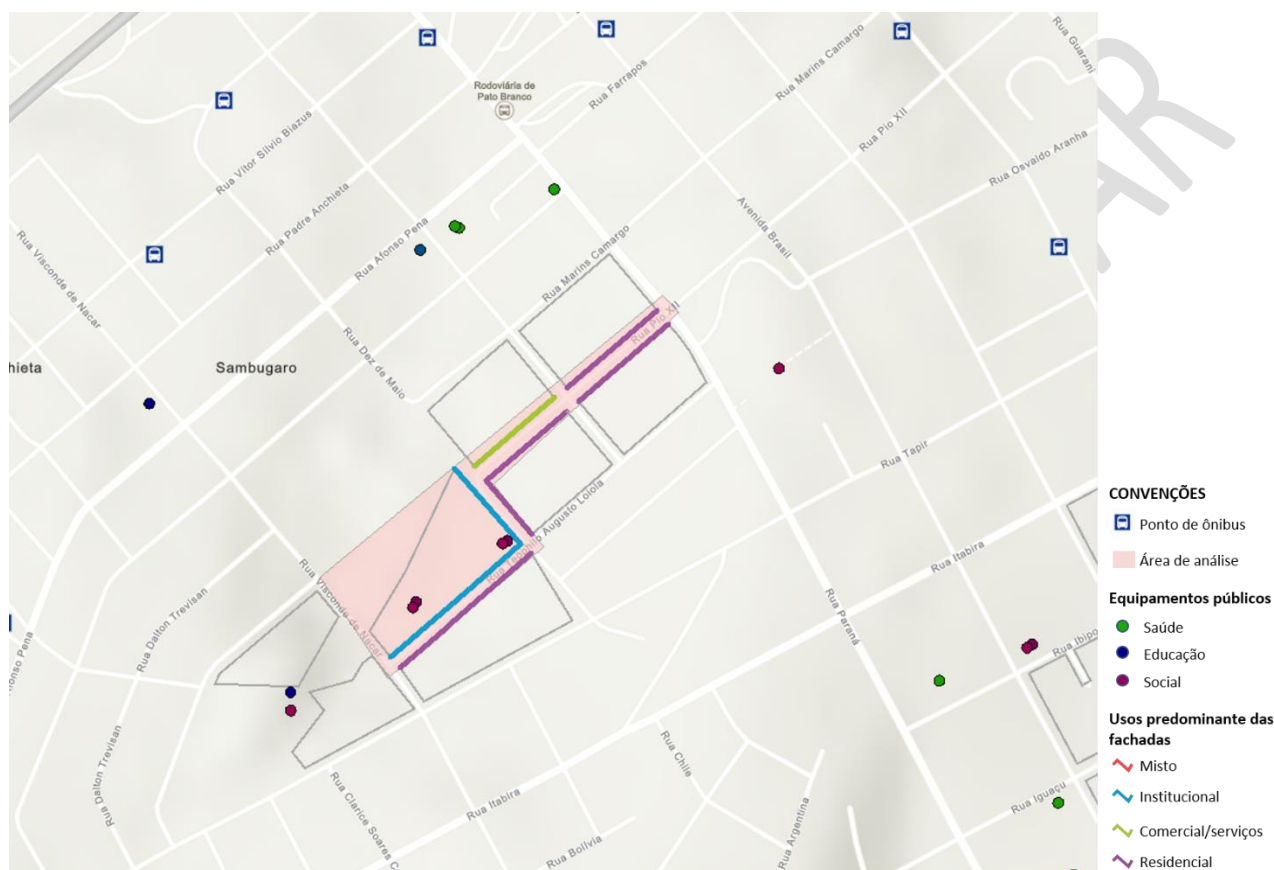 Rodoviária de
Pato Branco
Rua Farrapos
Rua Marins Camargo
Rua Guarani
Rua Vitor Silvio Biazus
Rua Pio XII
Rua Osvaldo Aranha
Rua Padre Anchieta
Rua Afonso Pena
Avenida Brasil
Rua Marins Camargo
Rua Visconde de Nacar
Rua Dez de Maio
Rua Pio XII
hieta
Sambugaro
Rua Tapir
Rua Teophilo Augusto Loiola
Rua Itabira
Rua Visconde de Nacar
Rua Dalton Trevisan
Rua Paraná
fonso Pena
Rua Ibipo
Rua Dalton Trevisan
Rua Clarice Soares C
Rua Itabira
Rua Chile
Rua Bolívia
Rua Argentina
Rua Iguaçu
AR
CONVENÇÕES
Ponto de ônibus
Área de análise
Equipamentos públicos
Saúde
Educação
Social
Usos predominante das
fachadas
Misto
Institucional
Comercial/serviços
Residencial